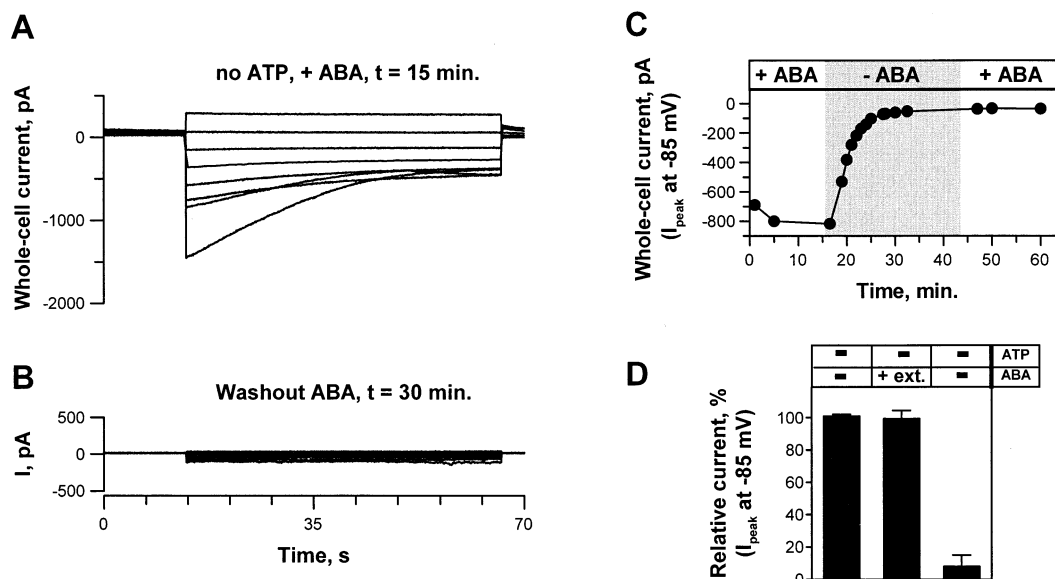 A
no ATP, + ABA, t = 15 min.
Whole-cell current, pA
0
-1000
-2000
B
Washout ABA, t = 30 min.
I, pA
500
0
-500
0 35 70
Time, s
C
+ ABA - ABA + ABA
Whole-cell current, pA
(Ipeak at -85 mV)
0
-200
-400
-600
-800
0 10 20 30 40 50 60
Time, min.
D
- - - ATP
- + ext. - ABA
Relative current, %
(Ipeak at -85 mV)
100
80
60
40
20
0